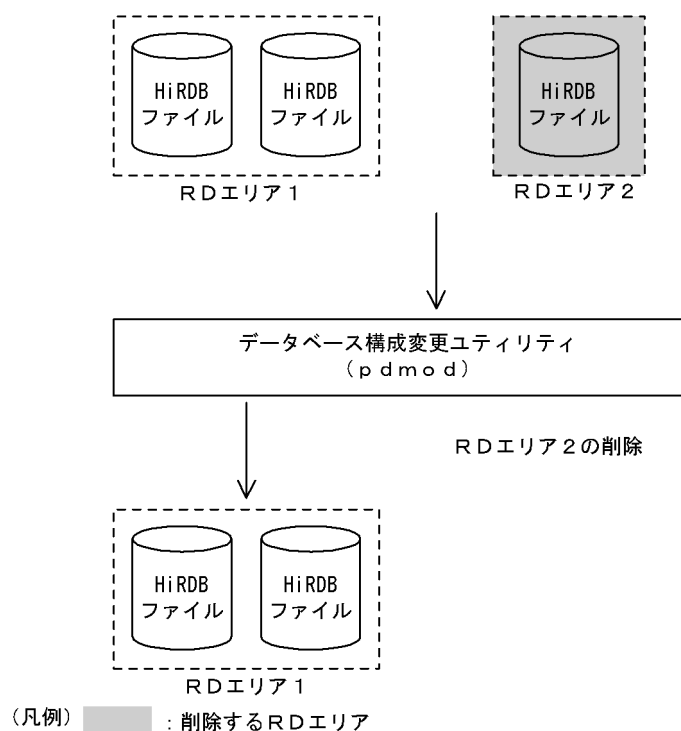 HiRDB
ファイル
HiRDB
ファイル
HiRDB
ファイル
ＲＤエリア１
ＲＤエリア２
データベース構成変更ユティリティ
（ｐｄｍｏｄ）
ＲＤエリア２の削除
HiRDB
ファイル
HiRDB
ファイル
ＲＤエリア１
（凡例）
：削除するＲＤエリア